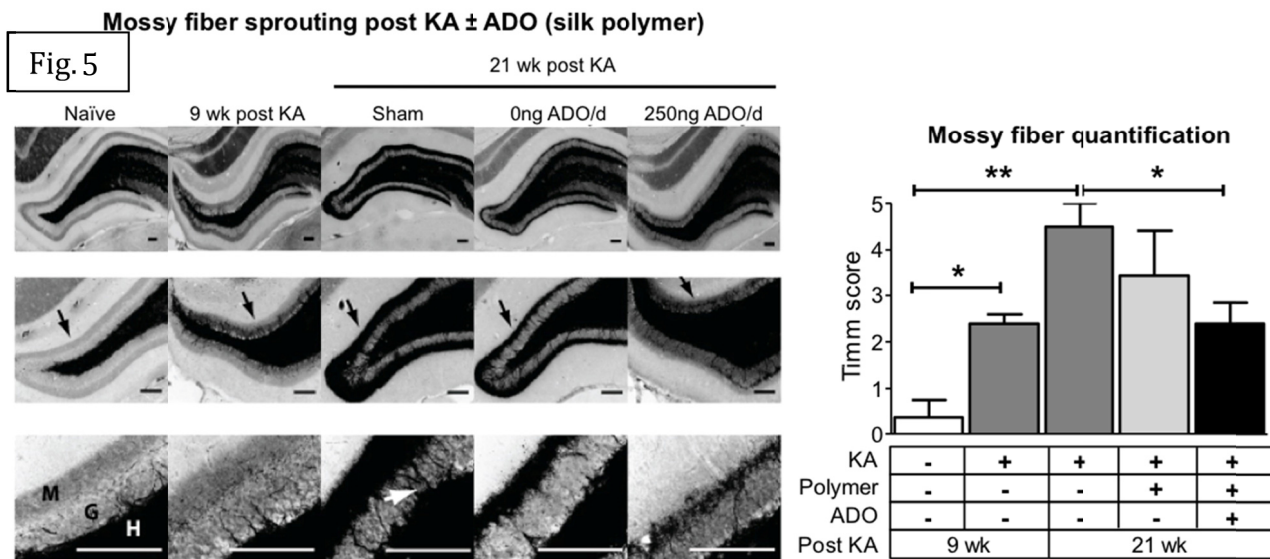 Mossy fiber sprouting post KA ± ADO (silk polymer)
Fig. 5
21 wk post KA
Naïve 9 wk post KA Sham 0ng ADO/d 250ng ADO/d
M
G
H
Mossy fiber quantification
** *
*
Timm score
5
4
3
2
1
0
KA - + + + +
Polymer - - - + +
ADO - - - - +
Post KA 9 wk 21 wk